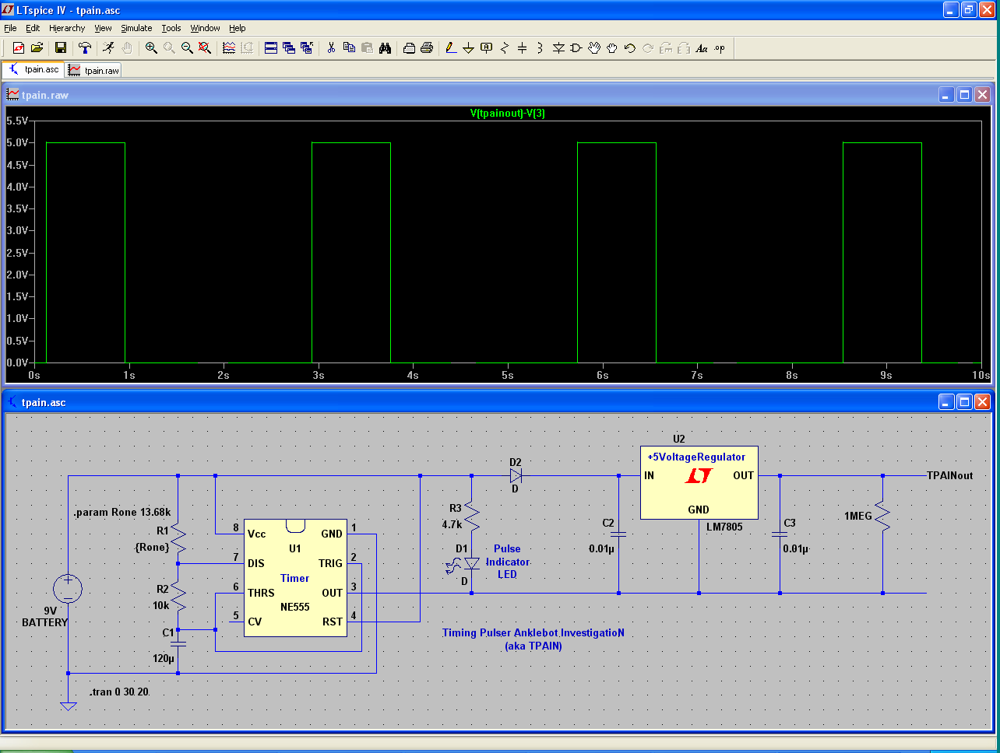 LTspice IV - tpain.asc
File Edit Hierarchy View Simulate Tools Window Help
Aa .op
tpain.asc tpain.raw
tpain.raw
V(tpainout)-V(3)
5.5V
5.0V
4.5V
4.0V
3.5V
3.0V
2.5V
2.0V
1.5V
1.0V
0.5V
0.0V
0s 1s 2s 3s 4s 5s 6s 7s 8s 9s 10s
tpain.asc
U2
+5VoltageRegulator
IN OUT
GND
LM7805
D2
D
TPAINout
.param Rone 13.68k
R1
{Rone}
R2
10k
C1
120µ
9V
BATTERY
.tran 0 30 20
8 Vcc GND 1
U1
7 DIS TRIG 2
Timer
6 THRS OUT 3
NE555
5 CV RST 4
R3
4.7k
D1
D
Pulse
Indicator
LED
C2
0.01µ
C3
0.01µ
1MEG
Timing Pulser Anklebot InvestigatioN
(aka TPAIN)